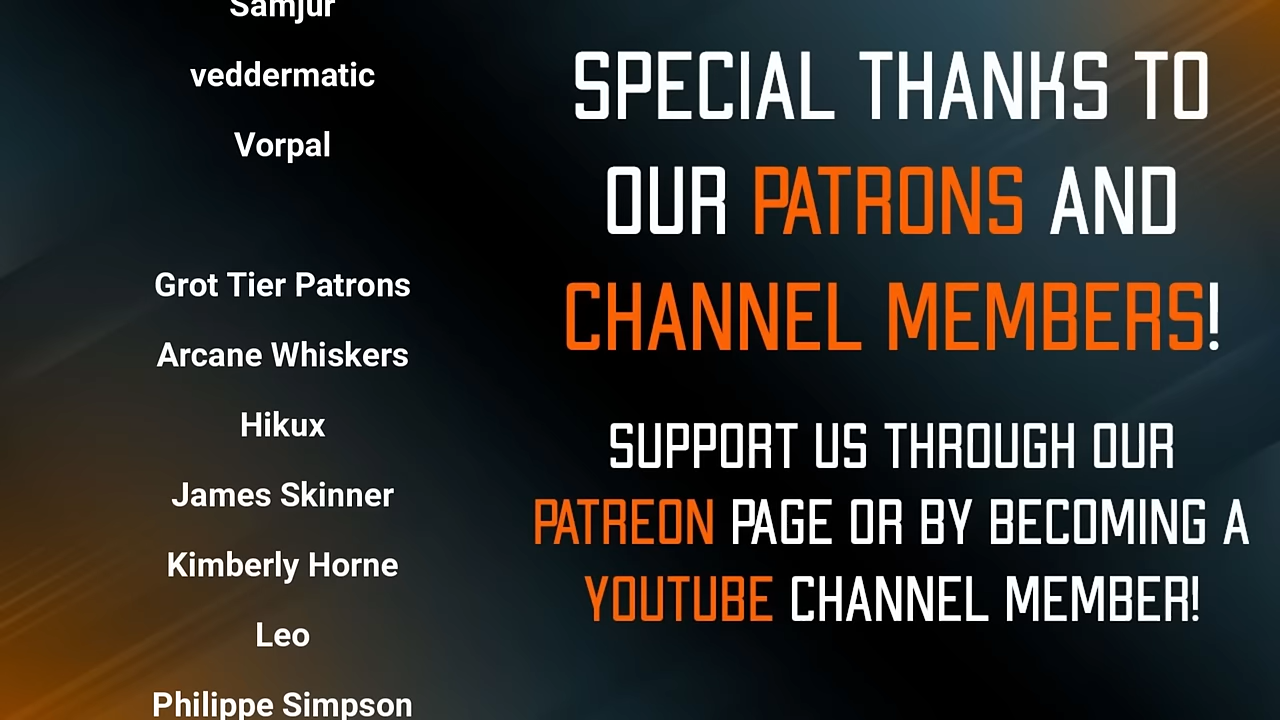 Samjur
veddermatic
Vorpal
Grot Tier Patrons
Arcane Whiskers
Hikux
James Skinner
Kimberly Horne
Leo
Philippe Simpson
SPECIAL THANKS TO
OUR PATRONS AND
CHANNEL MEMBERS!
SUPPORT US THROUGH OUR
PATREON PAGE OR BY BECOMING A
YOUTUBE CHANNEL MEMBER!